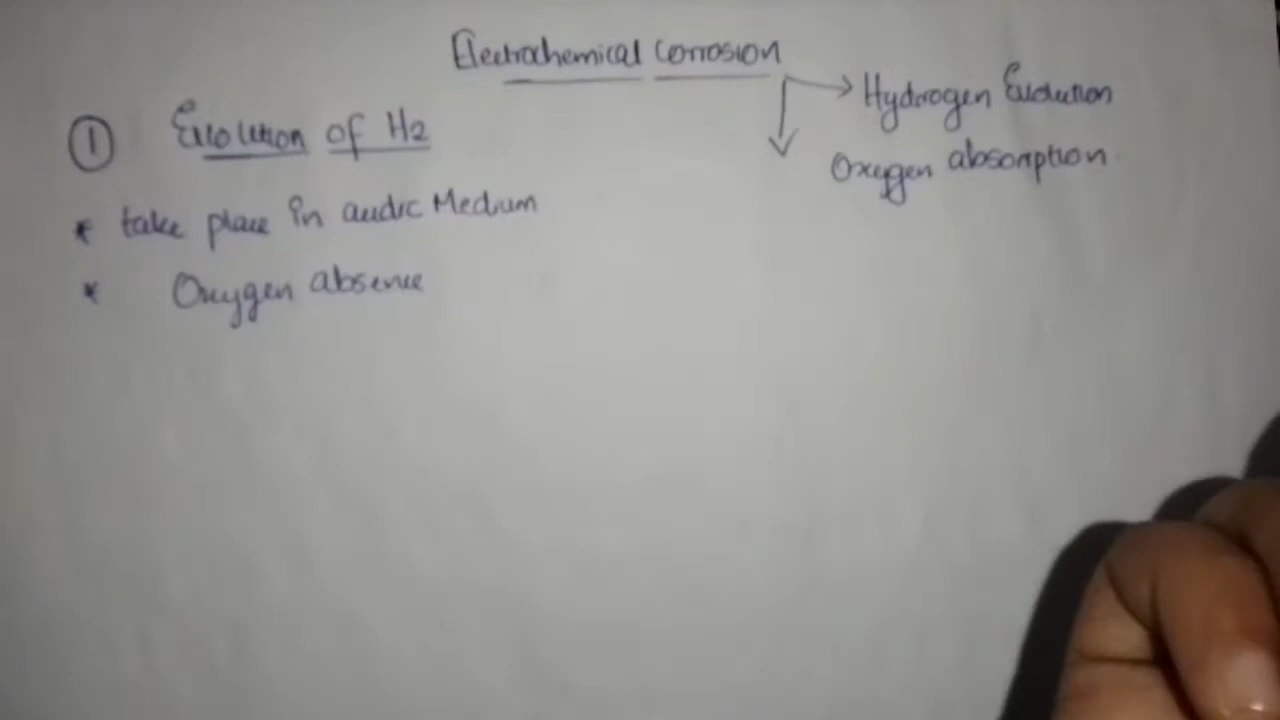 Electrochemical Corrosion
→ Hydrogen Evolution
Oxygen absorption
① Evolution of H2
* take place in acidic Medium
* Oxygen absence